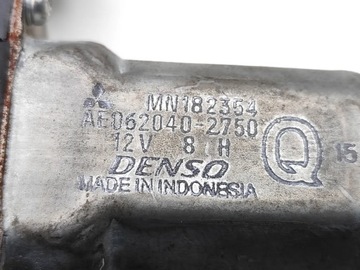 MN182354
AE062040-2750
12V 8 H
DENSO
MADE IN INDONESIA
Q
15